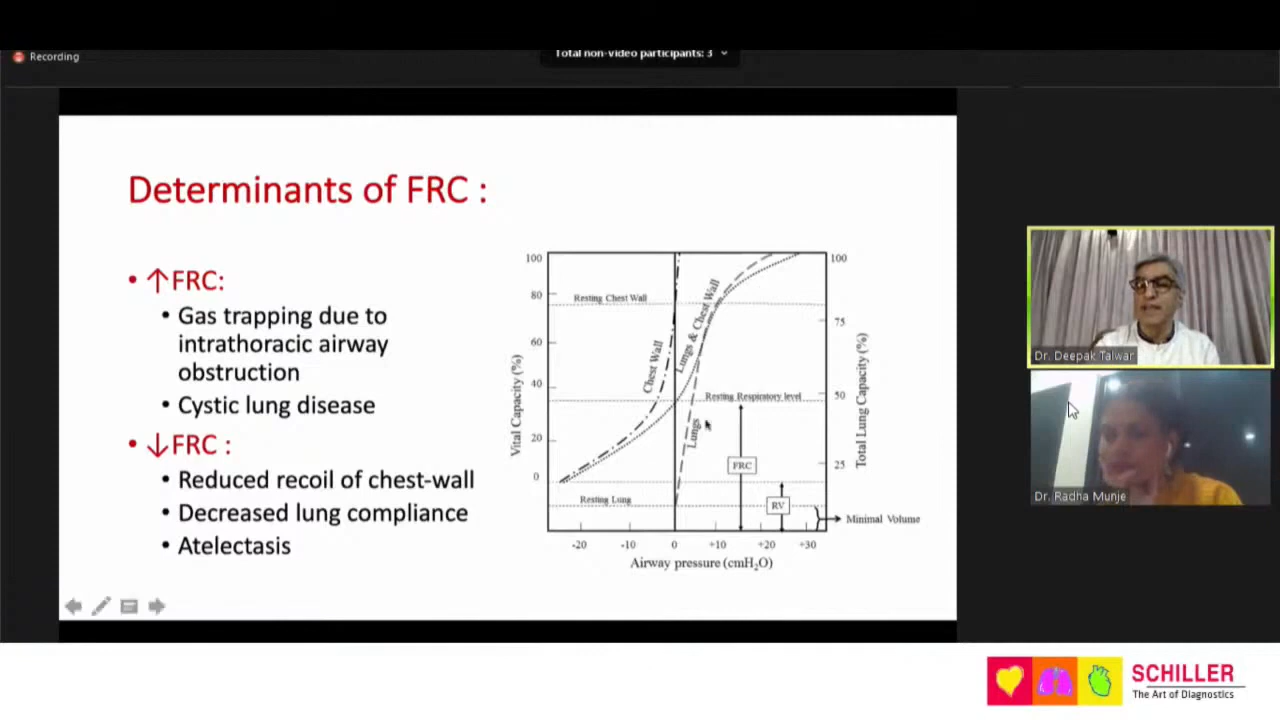 Recording
Total non-video participants: 3
Determinants of FRC :
• ↑FRC:
• Gas trapping due to
intrathoracic airway
obstruction
• Cystic lung disease
• ↓FRC :
• Reduced recoil of chest-wall
• Decreased lung compliance
• Atelectasis
Vital Capacity (%)
100
80
60
40
20
0
Resting Chest Wall
Chest Wall
Lungs & Chest Wall
Lungs
Resting Respiratory level
FRC
Resting Lung
RV
Minimal Volume
100
75
50
25
Total Lung Capacity (%)
-20 -10 0 +10 +20 +30
Airway pressure (cmH₂O)
Dr. Deepak Talwar
Dr. Radha Munje
SCHILLER
The Art of Diagnostics